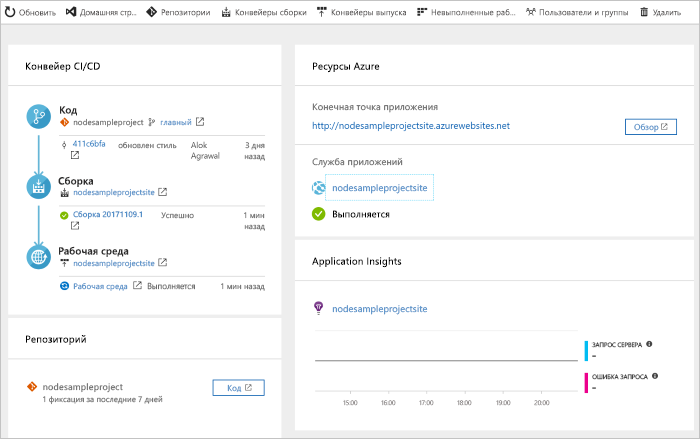 Обновить Домашняя стр... Репозитории Конвейеры сборки Конвейеры выпуска Невыполненные раб... Пользователи и группы Удалить
Конвейер CI/CD
Код
nodesampleproject главный
411c6bfa обновлен стиль Alok Agrawal 3 дня назад
Сборка
nodesampleprojectsite
Сборка 20171109.1 Успешно 1 мин назад
Рабочая среда
nodesampleprojectsite
Рабочая среда Выполняется 1 мин назад
Репозиторий
nodesampleproject Код
1 фиксация за последние 7 дней
Ресурсы Azure
Конечная точка приложения
http://nodesampleprojectsite.azurewebsites.net Обзор
Служба приложений
nodesampleprojectsite
Выполняется
Application Insights
nodesampleprojectsite
ЗАПРОС СЕРВЕРА
--
ОШИБКА ЗАПРОСА
--
15:00 16:00 17:00 18:00 19:00 20:00